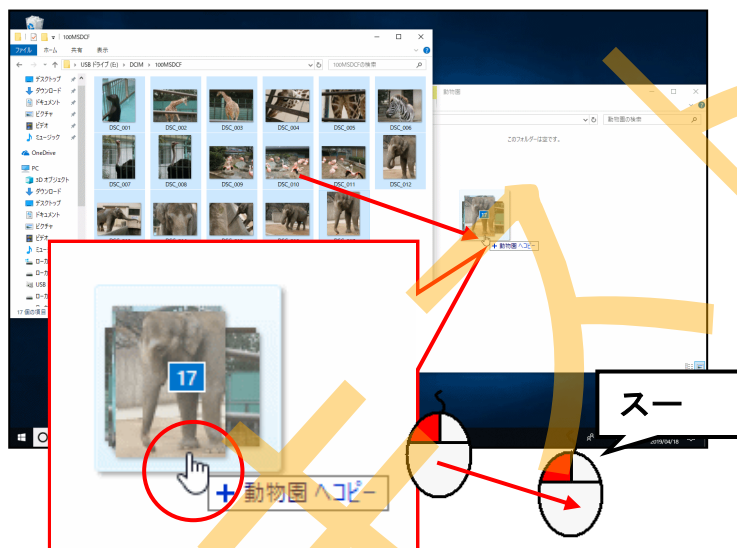 100MSDCF
ファイル ホーム 共有 表示
USB ドライブ (E:) › DCIM › 100MSDCF
100MSDCFの検索
デスクトップ
ダウンロード
ドキュメント
ピクチャ
ビデオ
ミュージック
OneDrive
PC
3D オブジェクト
ダウンロード
デスクトップ
ドキュメント
ピクチャ
ビデオ
USB
DSC_001 DSC_002 DSC_003 DSC_004 DSC_005 DSC_006
DSC_007 DSC_008 DSC_009 DSC_010 DSC_011 DSC_012
動物園
動物園の検索
このフォルダーは空です。
17
+ 動物園 へコピー
17
+ 動物園 へコピー
スー
2019/04/18